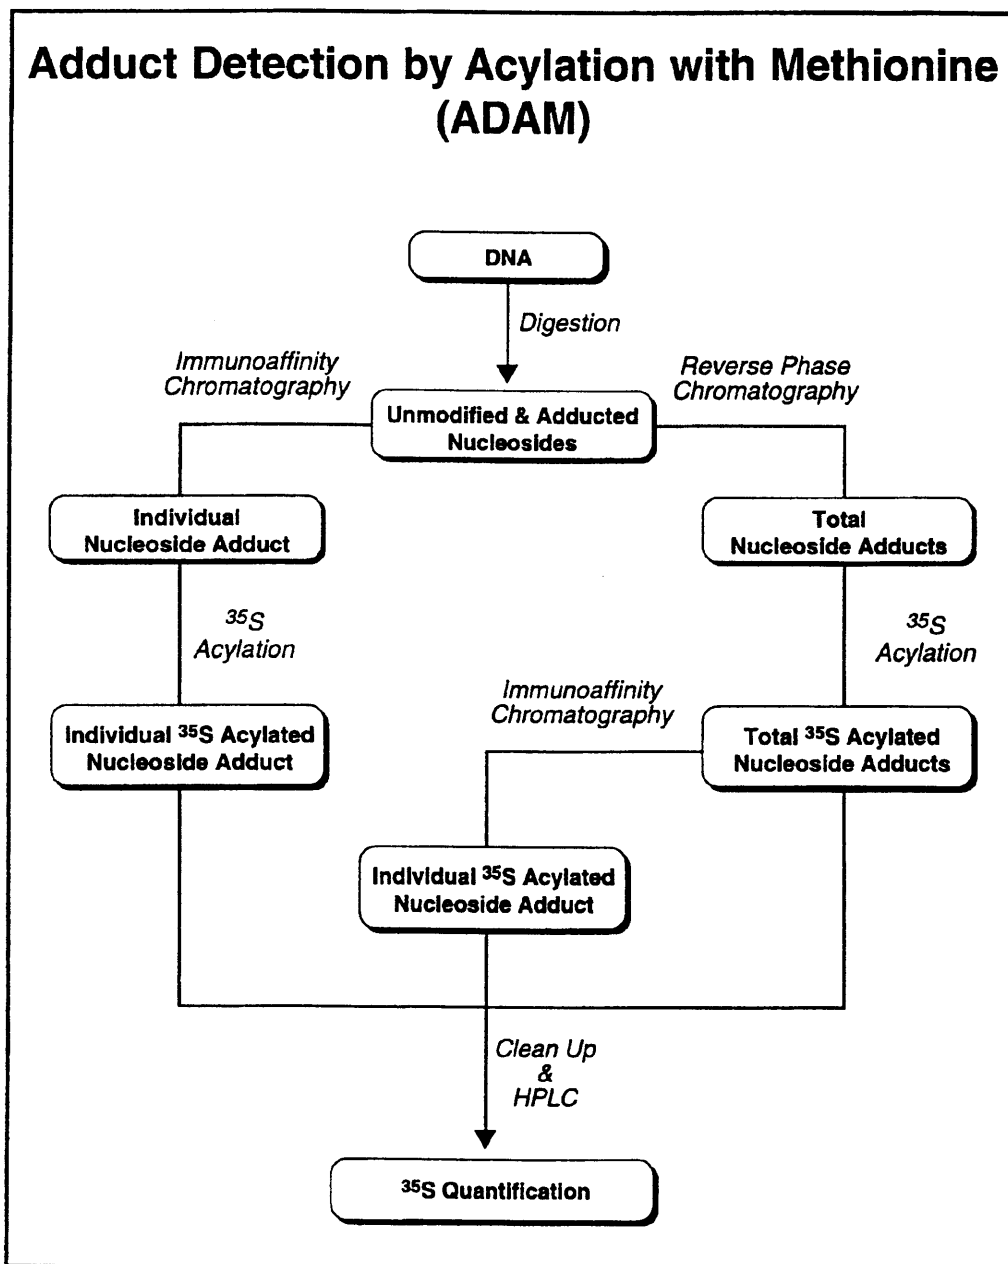 Adduct Detection by Acylation with Methionine
(ADAM)
DNA
Digestion
Immunoaffinity
Chromatography
Reverse Phase
Chromatography
Unmodified & Adducted
Nucleosides
Individual
Nucleoside Adduct
Total
Nucleoside Adducts
³⁵S
Acylation
³⁵S
Acylation
Immunoaffinity
Chromatography
Individual ³⁵S Acylated
Nucleoside Adduct
Total ³⁵S Acylated
Nucleoside Adducts
Individual ³⁵S Acylated
Nucleoside Adduct
Clean Up
&
HPLC
³⁵S Quantification